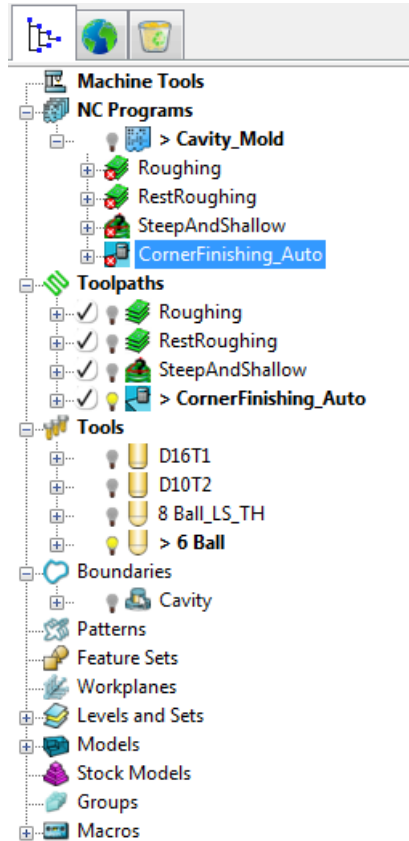 Machine Tools
NC Programs
> Cavity_Mold
Roughing
RestRoughing
SteepAndShallow
CornerFinishing_Auto
Toolpaths
Roughing
RestRoughing
SteepAndShallow
> CornerFinishing_Auto
Tools
D16T1
D10T2
8 Ball_LS_TH
> 6 Ball
Boundaries
Cavity
Patterns
Feature Sets
Workplanes
Levels and Sets
Models
Stock Models
Groups
Macros